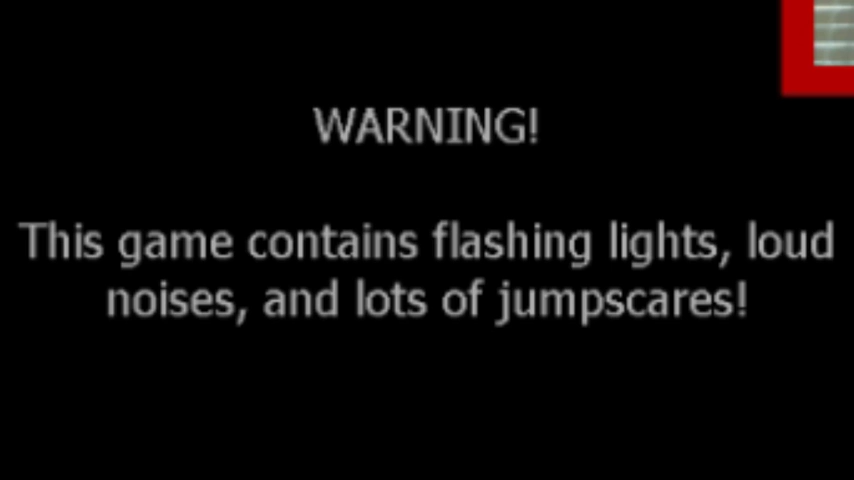 WARNING!
This game contains flashing lights, loud
noises, and lots of jumpscares!